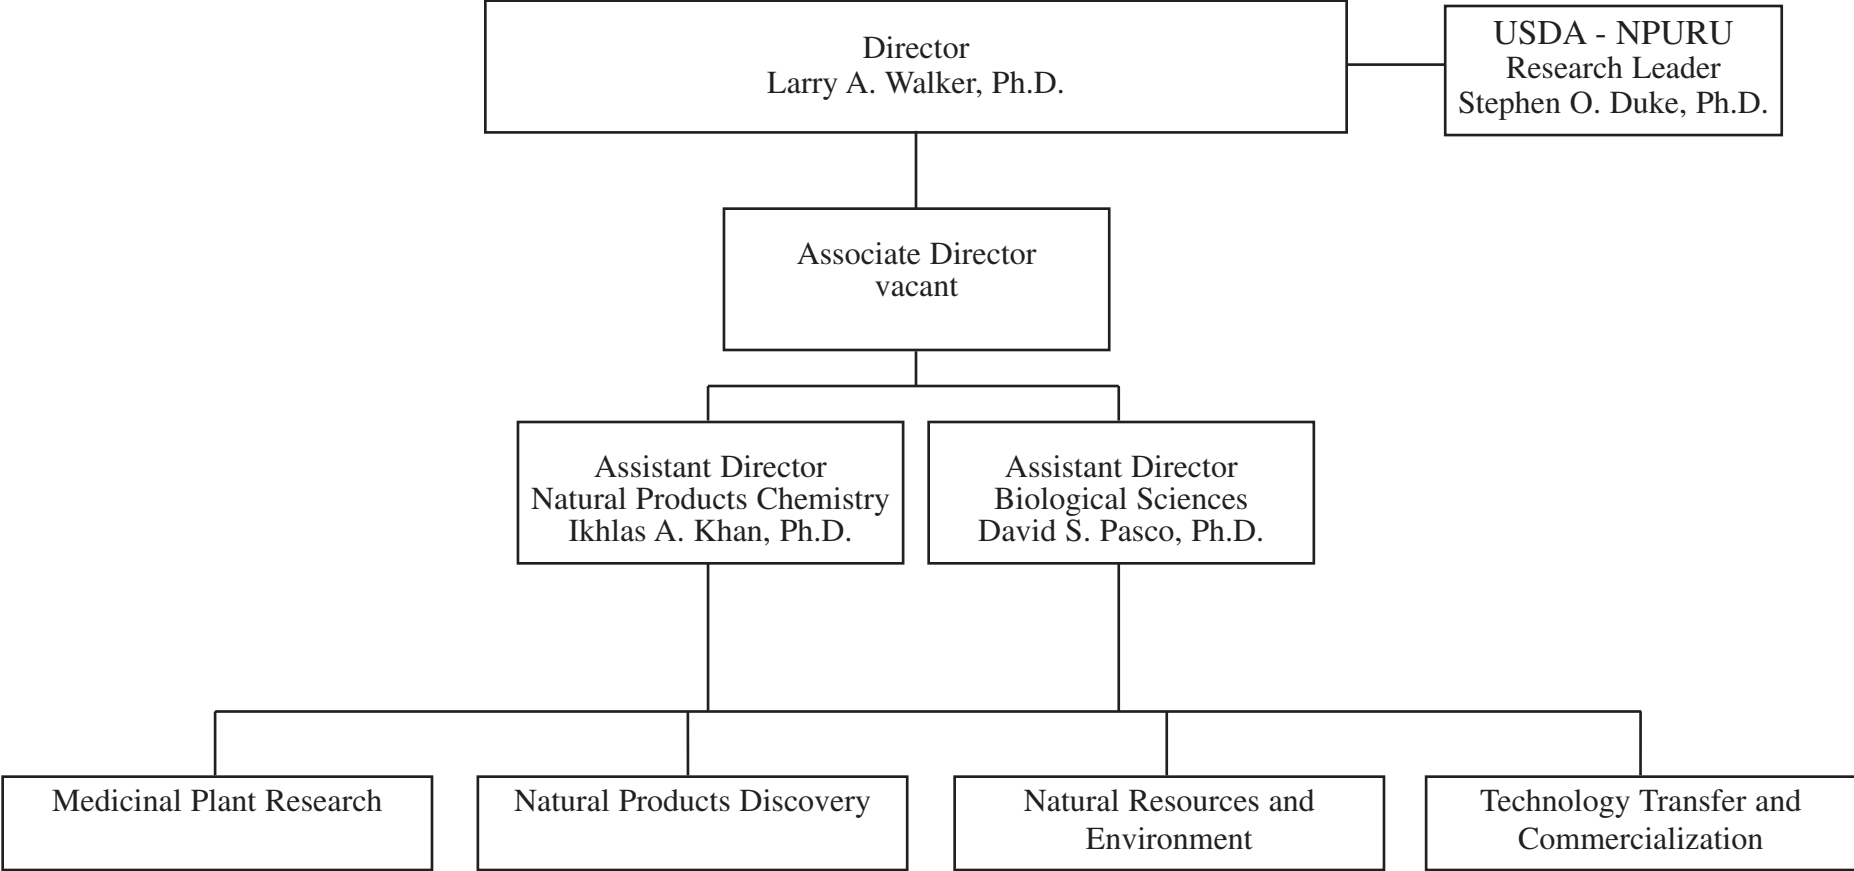 Director
Larry A. Walker, Ph.D.
USDA - NPURU
Research Leader
Stephen O. Duke, Ph.D.
Associate Director
vacant
Assistant Director
Natural Products Chemistry
Ikhlas A. Khan, Ph.D.
Assistant Director
Biological Sciences
David S. Pasco, Ph.D.
Medicinal Plant Research
Natural Products Discovery
Natural Resources and
Environment
Technology Transfer and
Commercialization